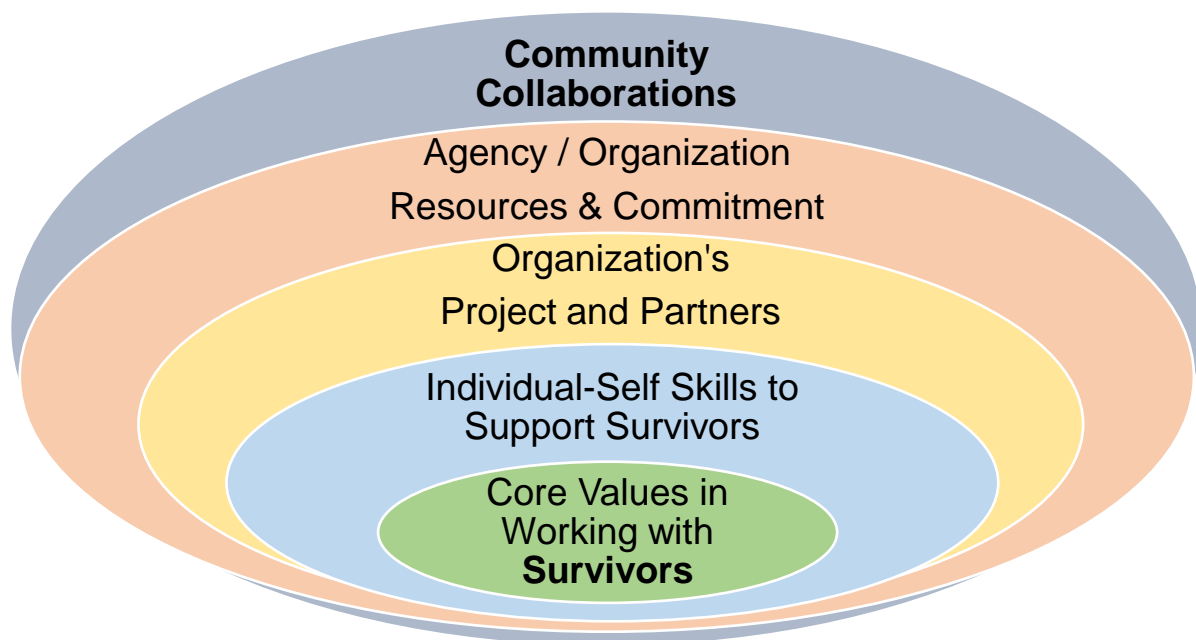 Community
Collaborations
Agency / Organization
Resources & Commitment
Organization's
Project and Partners
Individual-Self Skills to
Support Survivors
Core Values in
Working with
Survivors